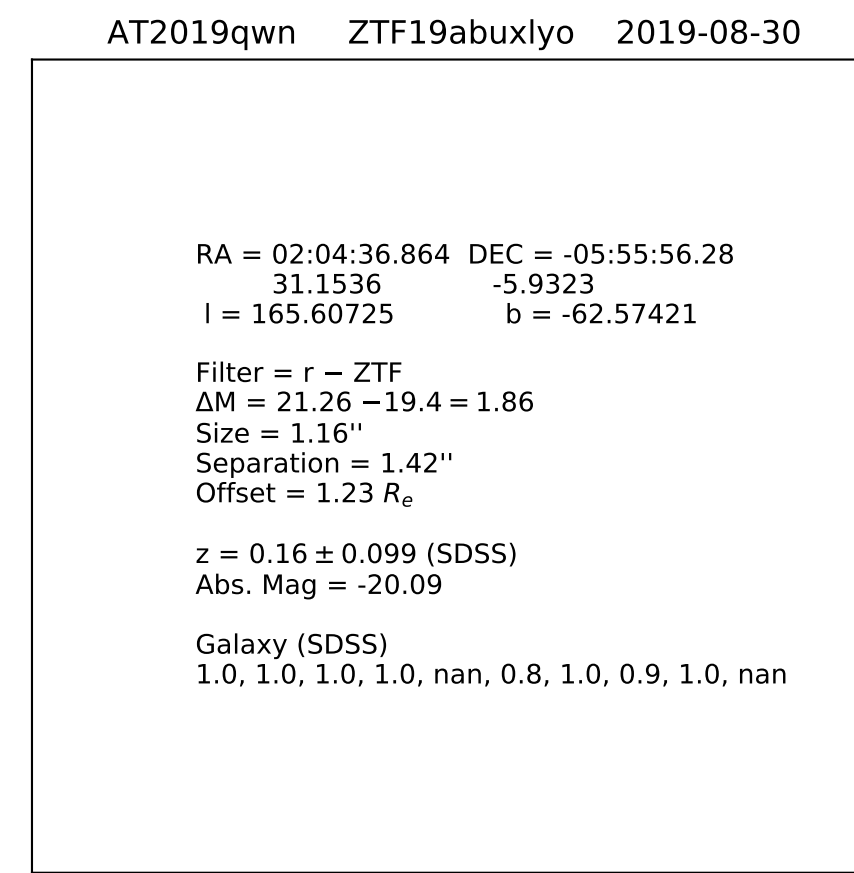 AT2019qwn ZTF19abuxlyo 2019-08-30
RA = 02:04:36.864 DEC = -05:55:56.28
31.1536 -5.9323
l = 165.60725 b = -62.57421
Filter = r − ZTF
ΔM = 21.26 −19.4 = 1.86
Size = 1.16''
Separation = 1.42''
Offset = 1.23 Rₑ
z = 0.16 ± 0.099 (SDSS)
Abs. Mag = -20.09
Galaxy (SDSS)
1.0, 1.0, 1.0, 1.0, nan, 0.8, 1.0, 0.9, 1.0, nan